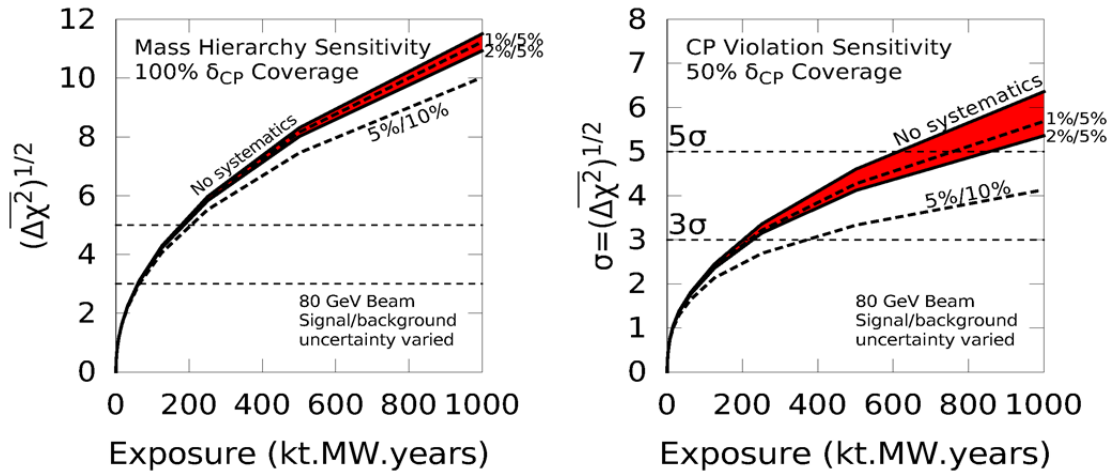 Mass Hierarchy Sensitivity
100% δCP Coverage
No systematics
5%/10%
1%/5%
2%/5%
80 GeV Beam
Signal/background
uncertainty varied
(Δχ²)^1/2
12
10
8
6
4
2
0
0 200 400 600 800 1000
Exposure (kt.MW.years)
CP Violation Sensitivity
50% δCP Coverage
No systematics
5σ
1%/5%
2%/5%
5%/10%
3σ
80 GeV Beam
Signal/background
uncertainty varied
σ=(Δχ²)^1/2
8
7
6
5
4
3
2
1
0
0 200 400 600 800 1000
Exposure (kt.MW.years)